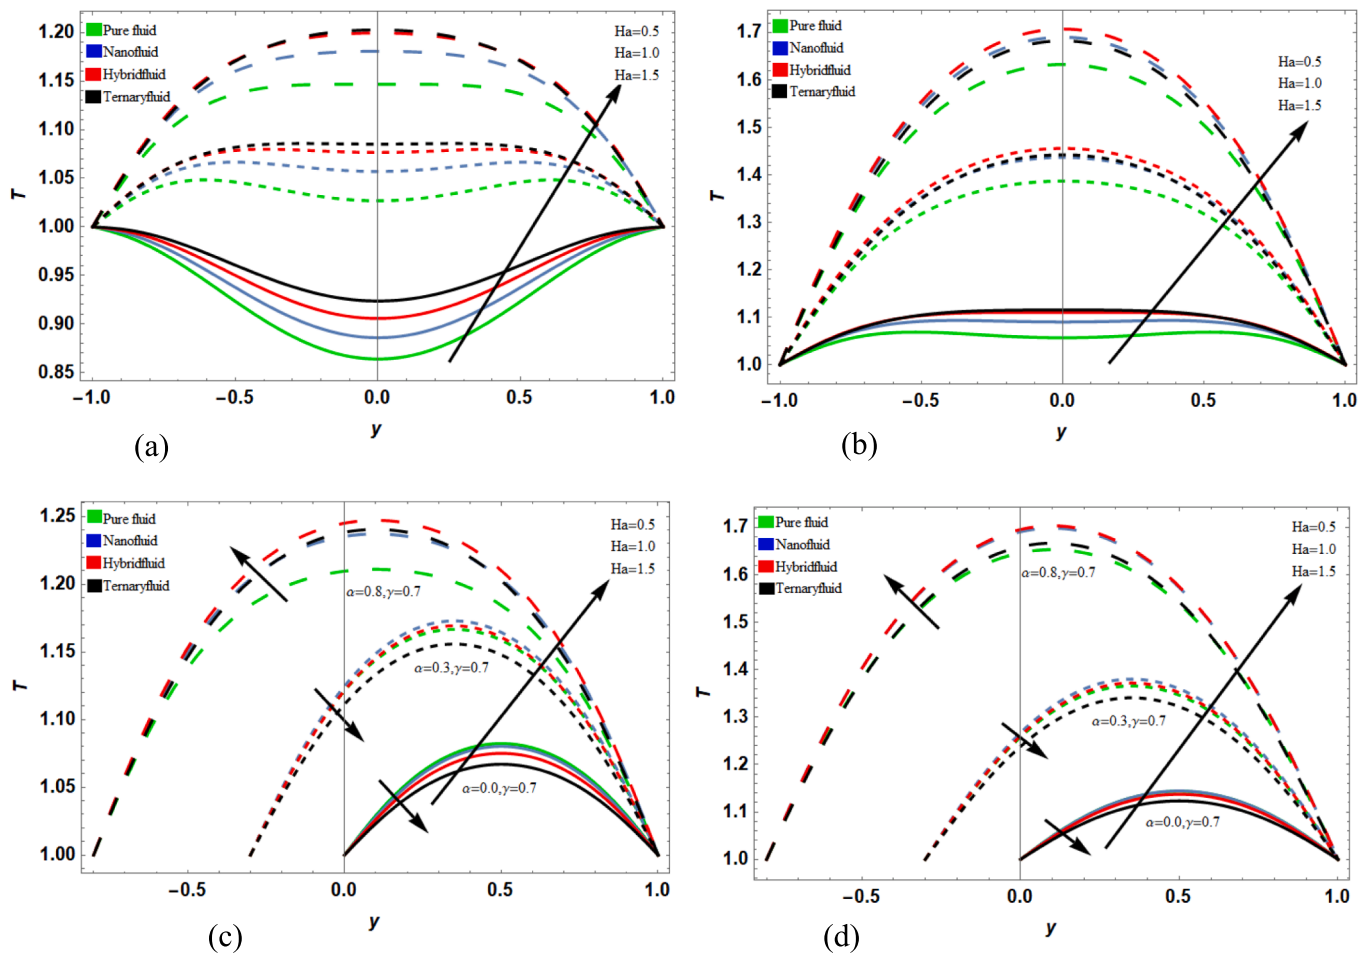 Pure fluid
Nanofluid
Hybridfluid
Ternaryfluid
Ha=0.5
Ha=1.0
Ha=1.5
1.20
1.15
1.10
1.05
1.00
0.95
0.90
0.85
T
−1.0 −0.5 0.0 0.5 1.0
y
(a)
Pure fluid
Nanofluid
Hybridfluid
Ternaryfluid
Ha=0.5
Ha=1.0
Ha=1.5
1.7
1.6
1.5
1.4
1.3
1.2
1.1
1.0
T
−1.0 −0.5 0.0 0.5 1.0
y
(b)
Pure fluid
Nanofluid
Hybridfluid
Ternaryfluid
Ha=0.5
Ha=1.0
Ha=1.5
α=0.8,γ=0.7
α=0.3,γ=0.7
α=0.0,γ=0.7
1.25
1.20
1.15
1.10
1.05
1.00
T
−0.5 0.0 0.5 1.0
y
(c)
Pure fluid
Nanofluid
Hybridfluid
Ternaryfluid
Ha=0.5
Ha=1.0
Ha=1.5
α=0.8,γ=0.7
α=0.3,γ=0.7
α=0.0,γ=0.7
1.7
1.6
1.5
1.4
1.3
1.2
1.1
1.0
T
−0.5 0.0 0.5 1.0
y
(d)